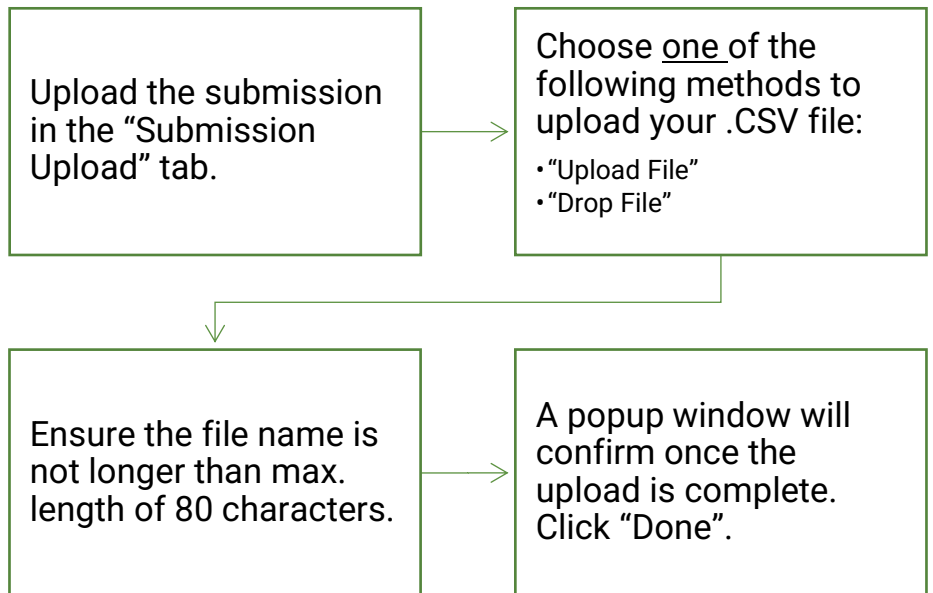 Upload the submission
in the “Submission
Upload” tab.
Choose one of the
following methods to
upload your .CSV file:
•“Upload File”
•“Drop File”
Ensure the file name is
not longer than max.
length of 80 characters.
A popup window will
confirm once the
upload is complete.
Click “Done”.